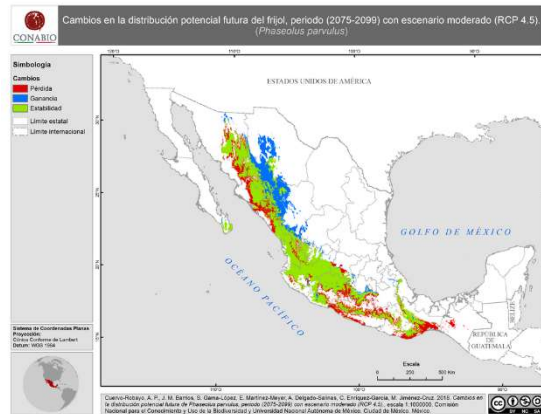 CONABIO
Cambios en la distribución potencial futura del frijol, periodo (2075-2099) con escenario moderado (RCP 4.5).
(Phaseolus parvulus)
Simbología
Cambios
Pérdida
Ganancia
Estabilidad
Límite estatal
Límite internacional
ESTADOS UNIDOS DE AMÉRICA
GOLFO DE MÉXICO
OCÉANO PACÍFICO
BELIZE
REPÚBLICA
DE
GUATEMALA
Sistema de Coordenadas Planas
Proyección:
Cónica Conforme de Lambert
Datum: WGS 1984
Escala
0 250 500 Km
Cuervo-Robayo, A. P., J. M. Barrios, S. Gama-López, E. Martínez-Meyer, A. Delgado-Salinas, C. Enríquez-García, M. Jiménez-Cruz. 2018. Cambios en
la distribución potencial futura de Phaseolus parvulus, periodo (2075-2099) con escenario moderado (RCP 4.5), escala 1:1000000. Comisión
Nacional para el Conocimiento y Uso de la Biodiversidad y Universidad Nacional Autónoma de México. Ciudad de México. México.